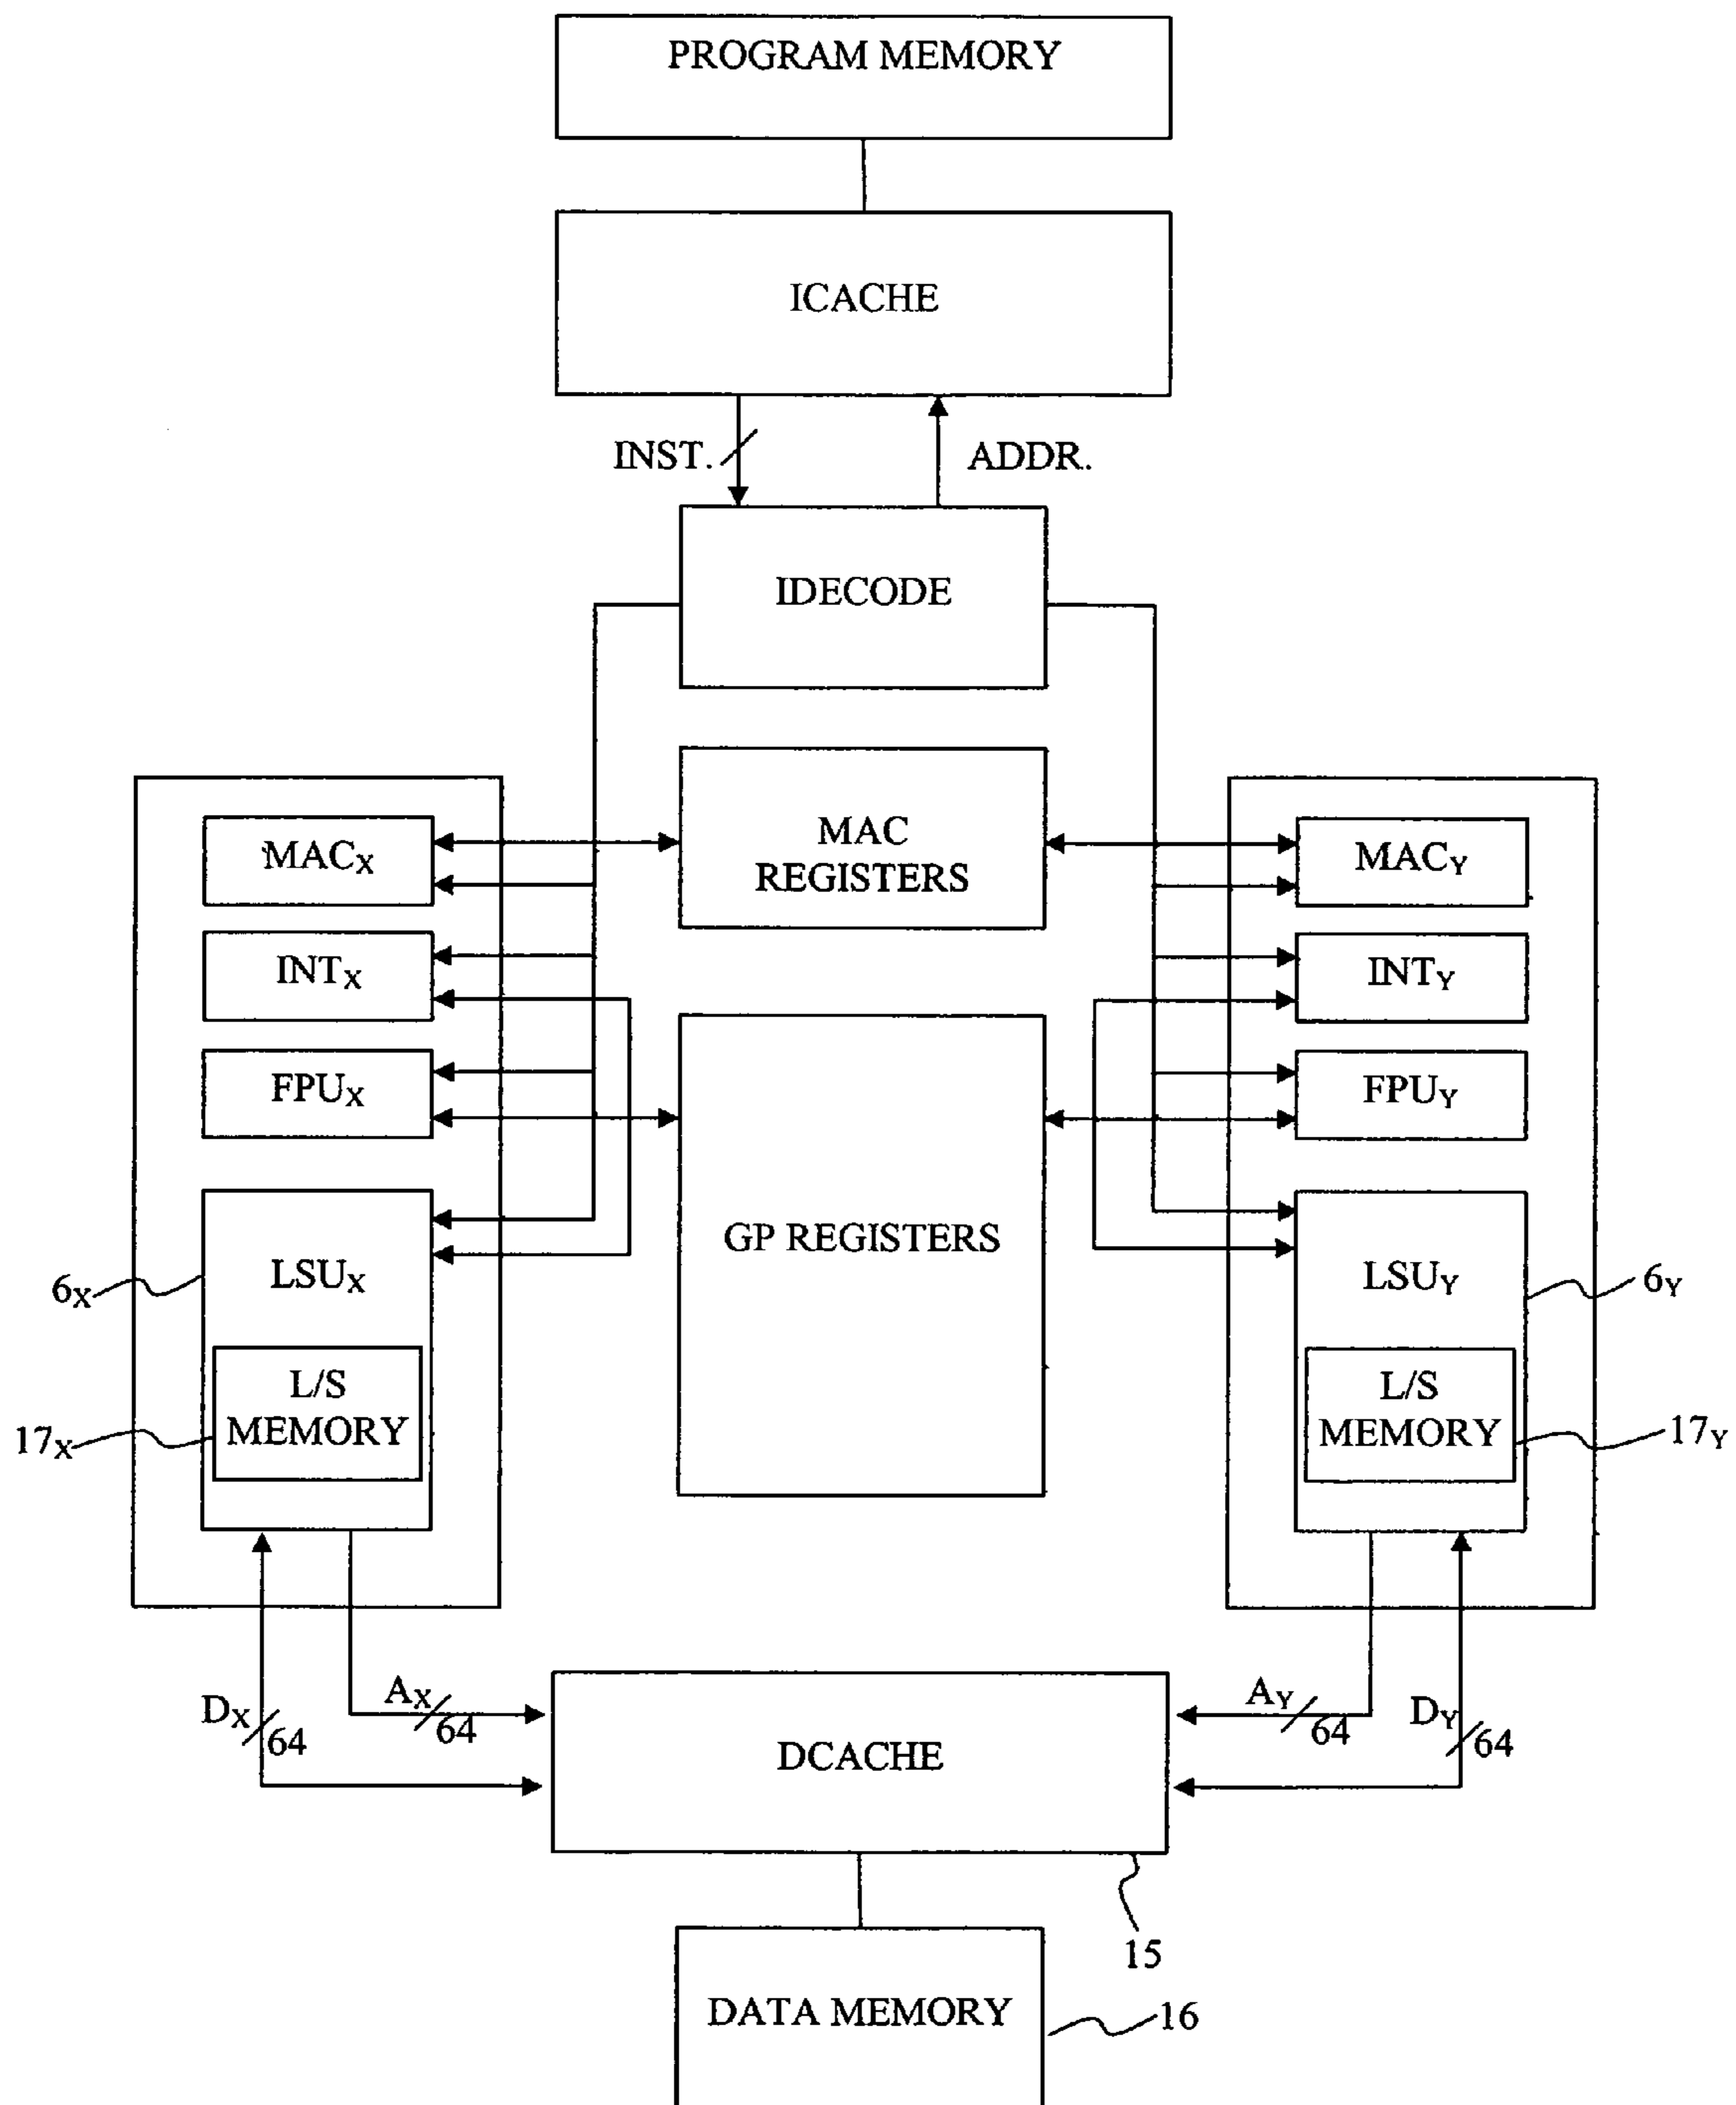 PROGRAM MEMORY
ICACHE
INST.
ADDR.
IDECODE
MAC
REGISTERS
MACX
INTX
FPUX
LSUX
L/S
MEMORY
6X
17X
GP REGISTERS
MACY
INTY
FPUY
LSUY
L/S
MEMORY
6Y
17Y
DX
64
AX
64
DCACHE
AY
64
DY
64
15
DATA MEMORY
16